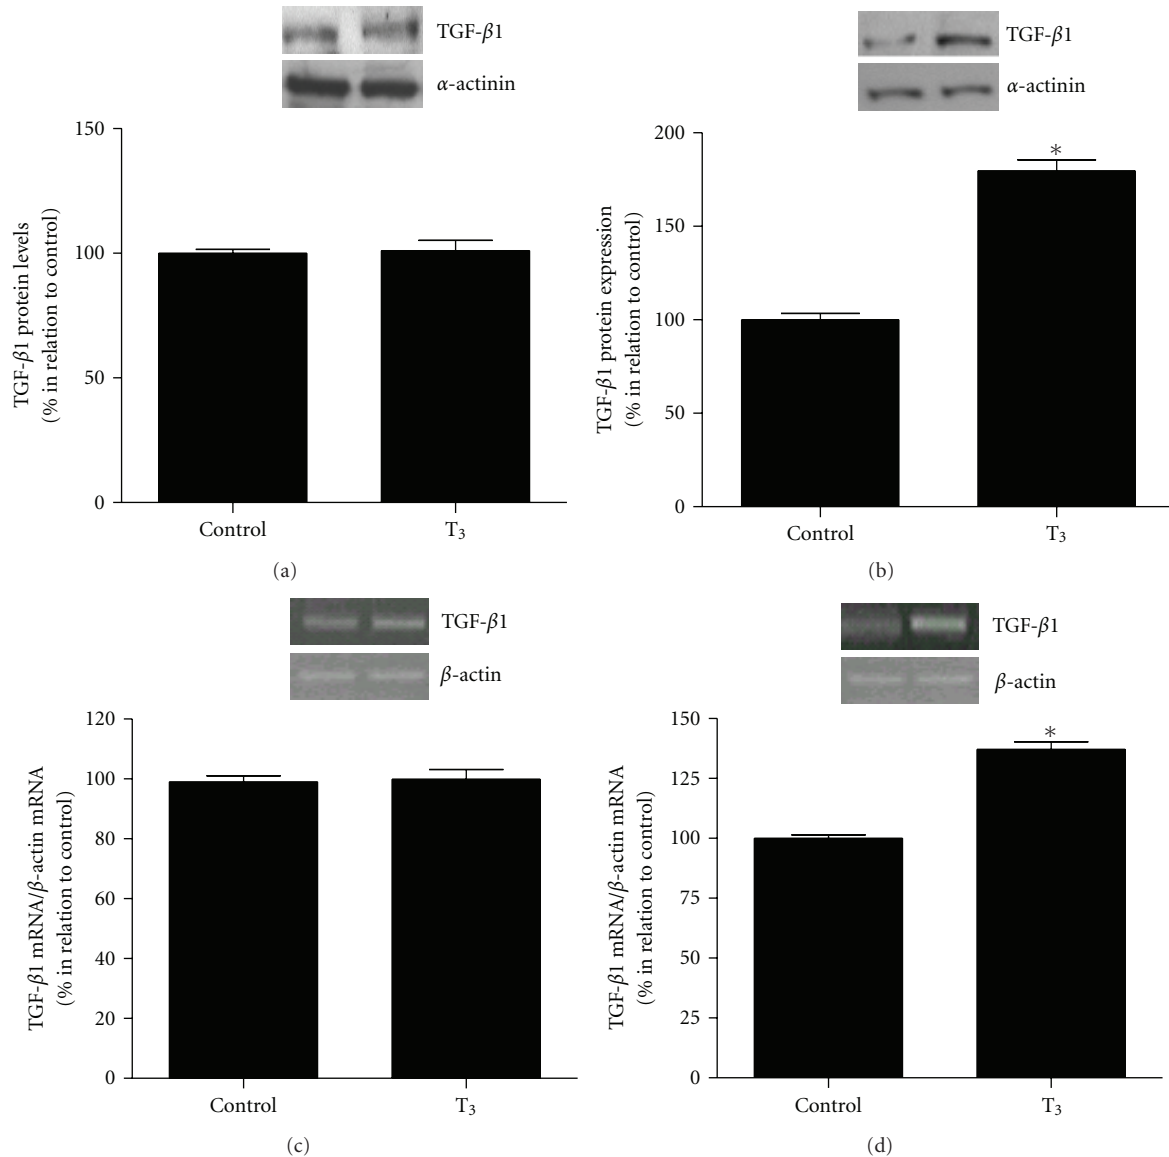 TGF-β1
α-actinin
150
100
50
0
TGF-β1 protein levels
(% in relation to control)
Control
T3
(a)
TGF-β1
α-actinin
200
150
100
50
0
TGF-β1 protein expression
(% in relation to control)
*
Control
T3
(b)
TGF-β1
β-actin
120
100
80
60
40
20
0
TGF-β1 mRNA/β-actin mRNA
(% in relation to control)
Control
T3
(c)
TGF-β1
β-actin
150
125
100
75
50
25
0
TGF-β1 mRNA/β-actin mRNA
(% in relation to control)
*
Control
T3
(d)